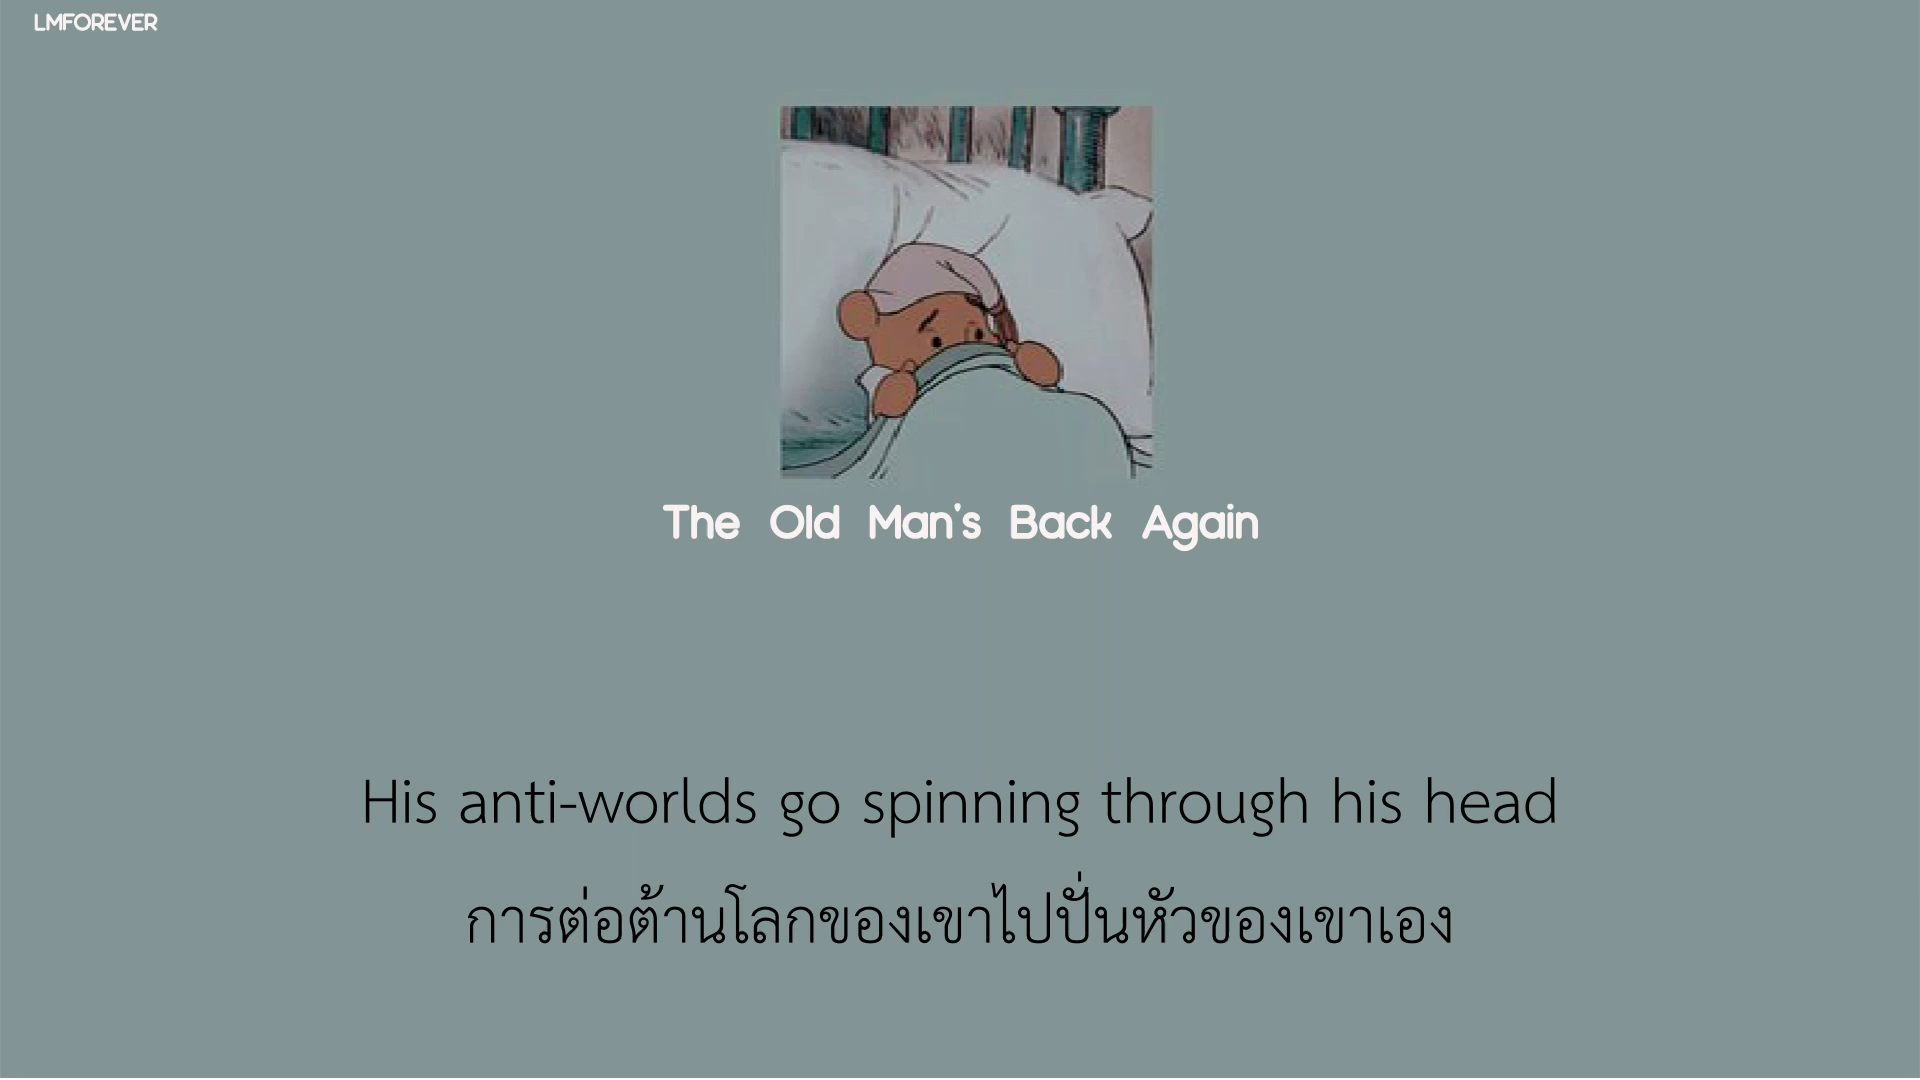 LMFOREVER
The Old Man's Back Again
His anti-worlds go spinning through his head
การต่อต้านโลกของเขาไปปั่นหัวของเขาเอง